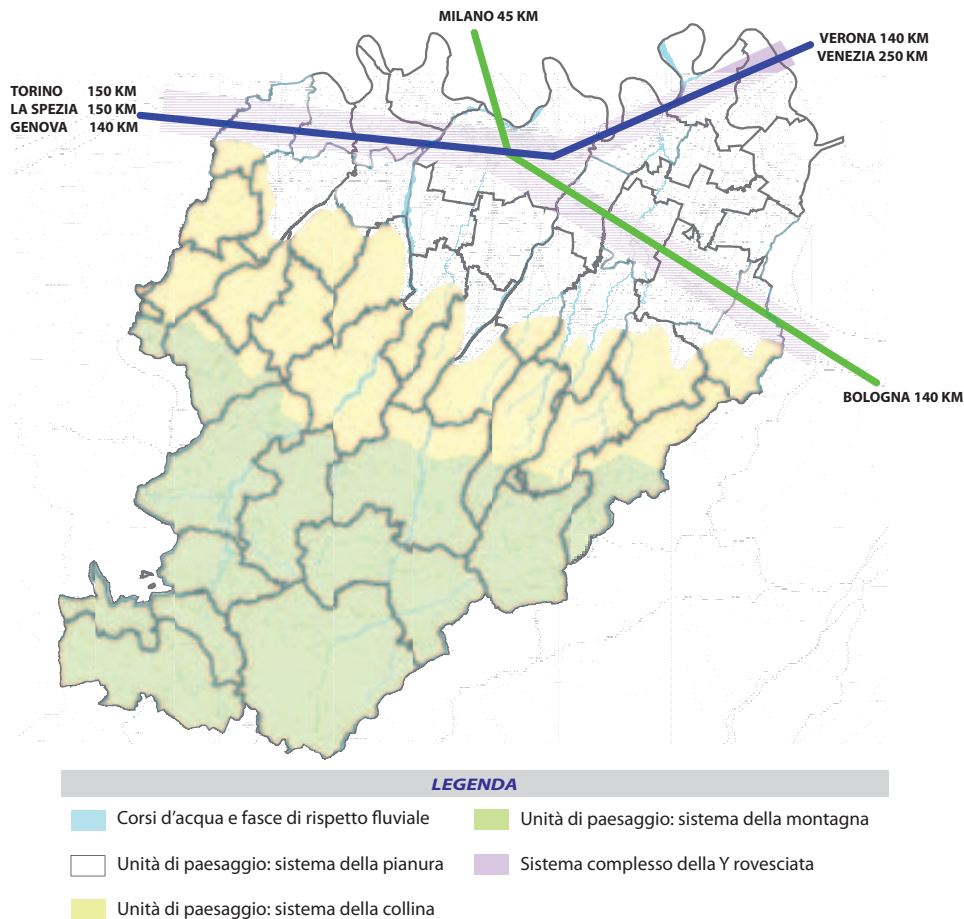 MILANO 45 KM
VERONA 140 KM
VENEZIA 250 KM
TORINO 150 KM
LA SPEZIA 150 KM
GENOVA 140 KM
BOLOGNA 140 KM
LEGENDA
Corsi d'acqua e fasce di rispetto fluviale
Unità di paesaggio: sistema della montagna
Unità di paesaggio: sistema della pianura
Sistema complesso della Y rovesciata
Unità di paesaggio: sistema della collina